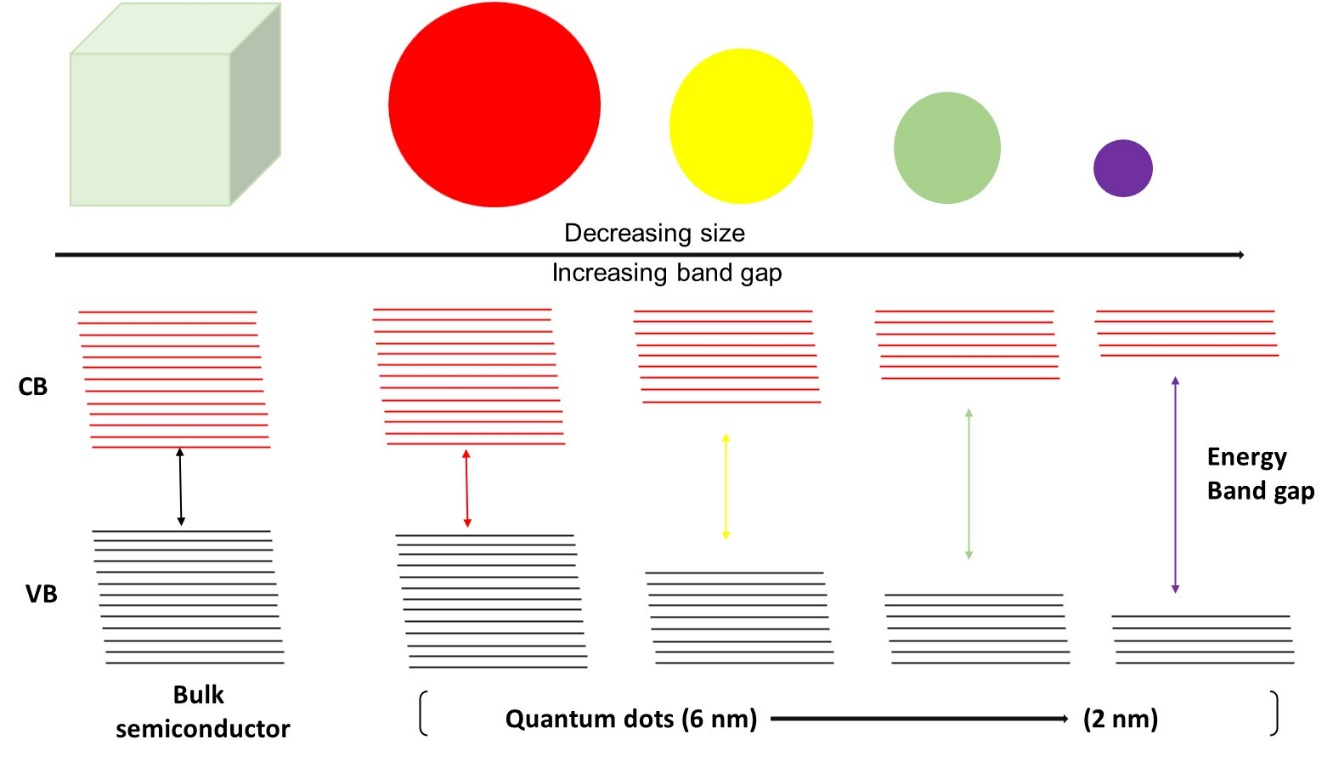 Decreasing size
Increasing band gap
CB
Energy
Band gap
VB
Bulk
semiconductor
Quantum dots (6 nm) (2 nm)